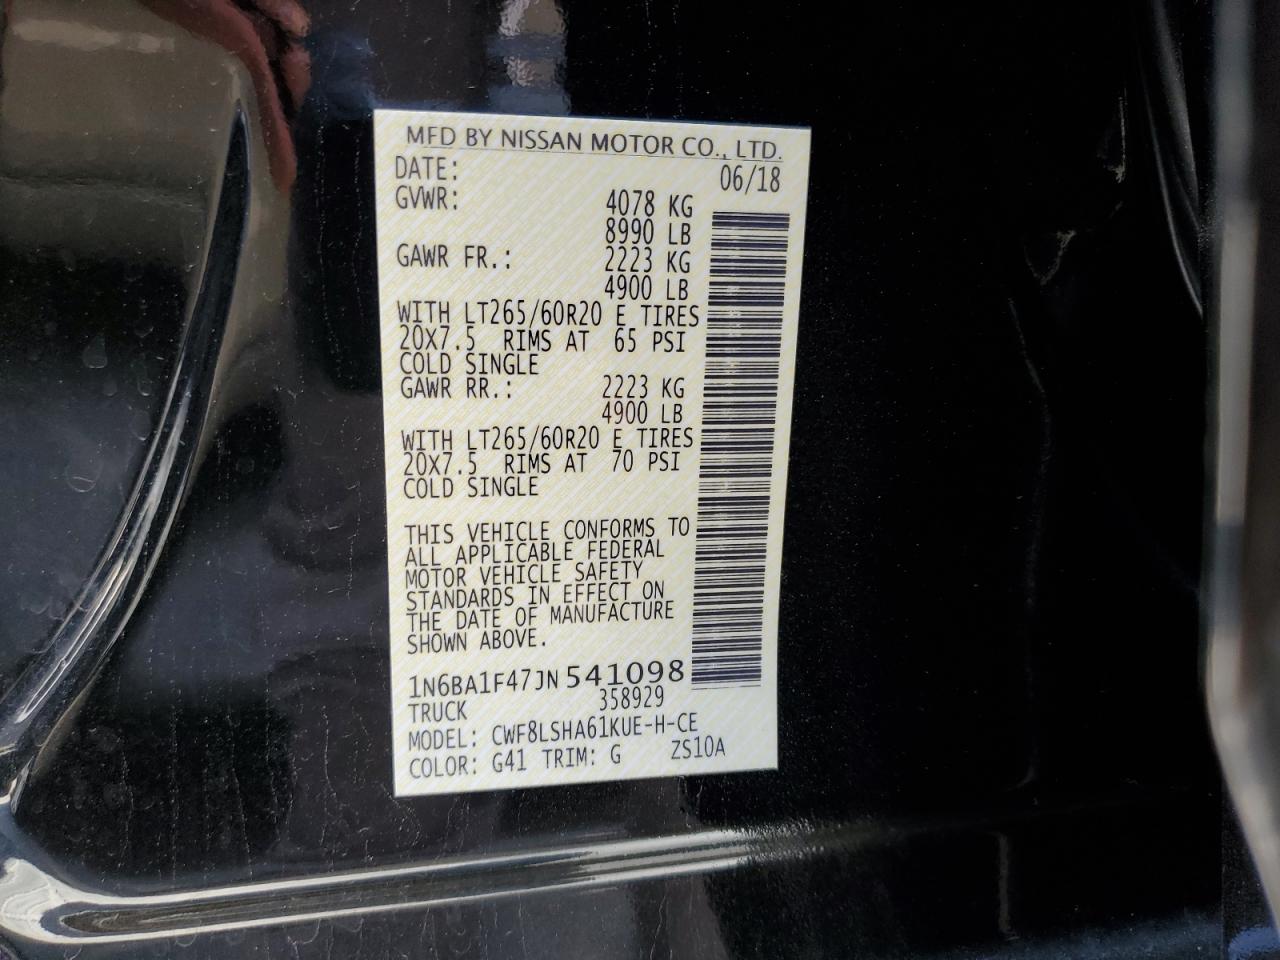 MFD BY NISSAN MOTOR CO., LTD.
DATE: 06/18
GVWR: 4078 KG
8990 LB
GAWR FR.: 2223 KG
4900 LB
WITH LT265/60R20 E TIRES
20X7.5 RIMS AT 65 PSI
COLD SINGLE
GAWR RR.: 2223 KG
4900 LB
WITH LT265/60R20 E TIRES
20X7.5 RIMS AT 70 PSI
COLD SINGLE
THIS VEHICLE CONFORMS TO
ALL APPLICABLE FEDERAL
MOTOR VEHICLE SAFETY
STANDARDS IN EFFECT ON
THE DATE OF MANUFACTURE
SHOWN ABOVE.
1N6BA1F47JN541098
TRUCK 358929
MODEL: CWF8LSHA61KUE-H-CE
COLOR: G41 TRIM: G ZS10A